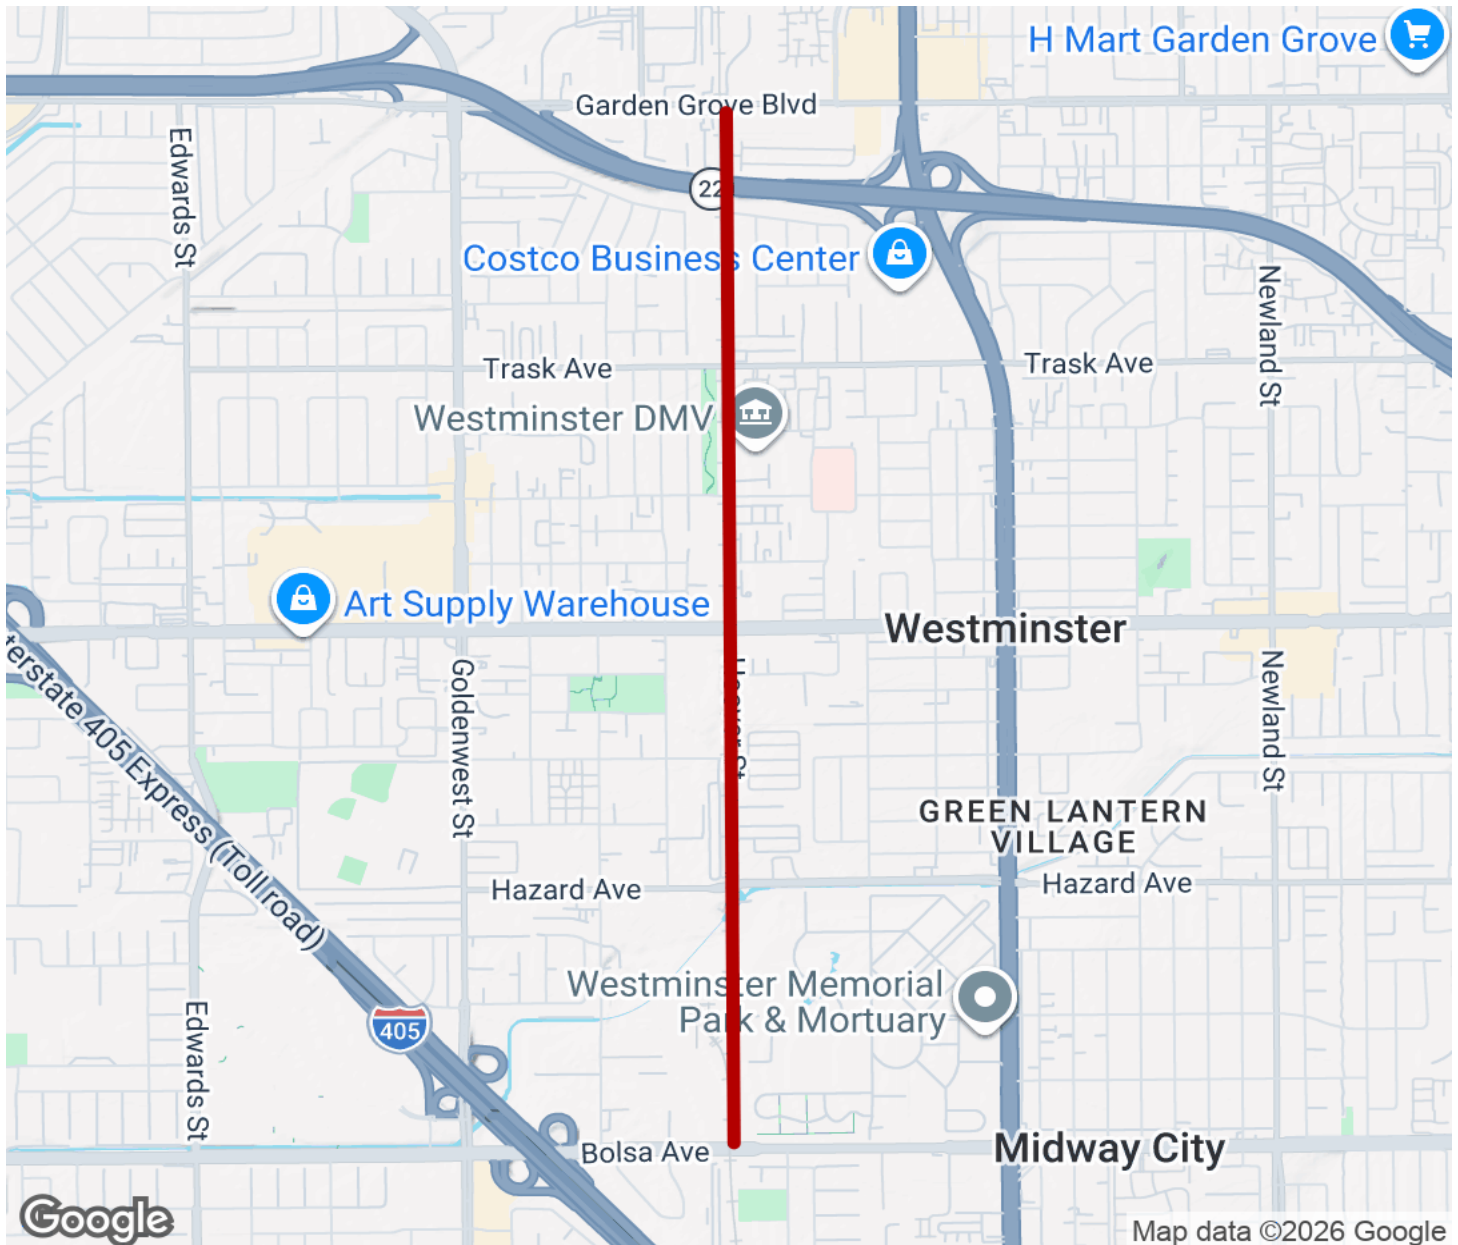 H Mart Garden Grove
Garden Grove Blvd
Edwards St
22
Costco Business Center
Newland St
Trask Ave
Trask Ave
Westminster DMV
Art Supply Warehouse
Westminster
Goldenwest St
Newland St
405 Express (Toll road)
GREEN LANTERN
VILLAGE
Hazard Ave
Hazard Ave
Westminster Memorial
Park & Mortuary
405
Edwards St
Bolsa Ave
Midway City
Google
Map data ©2026 Google